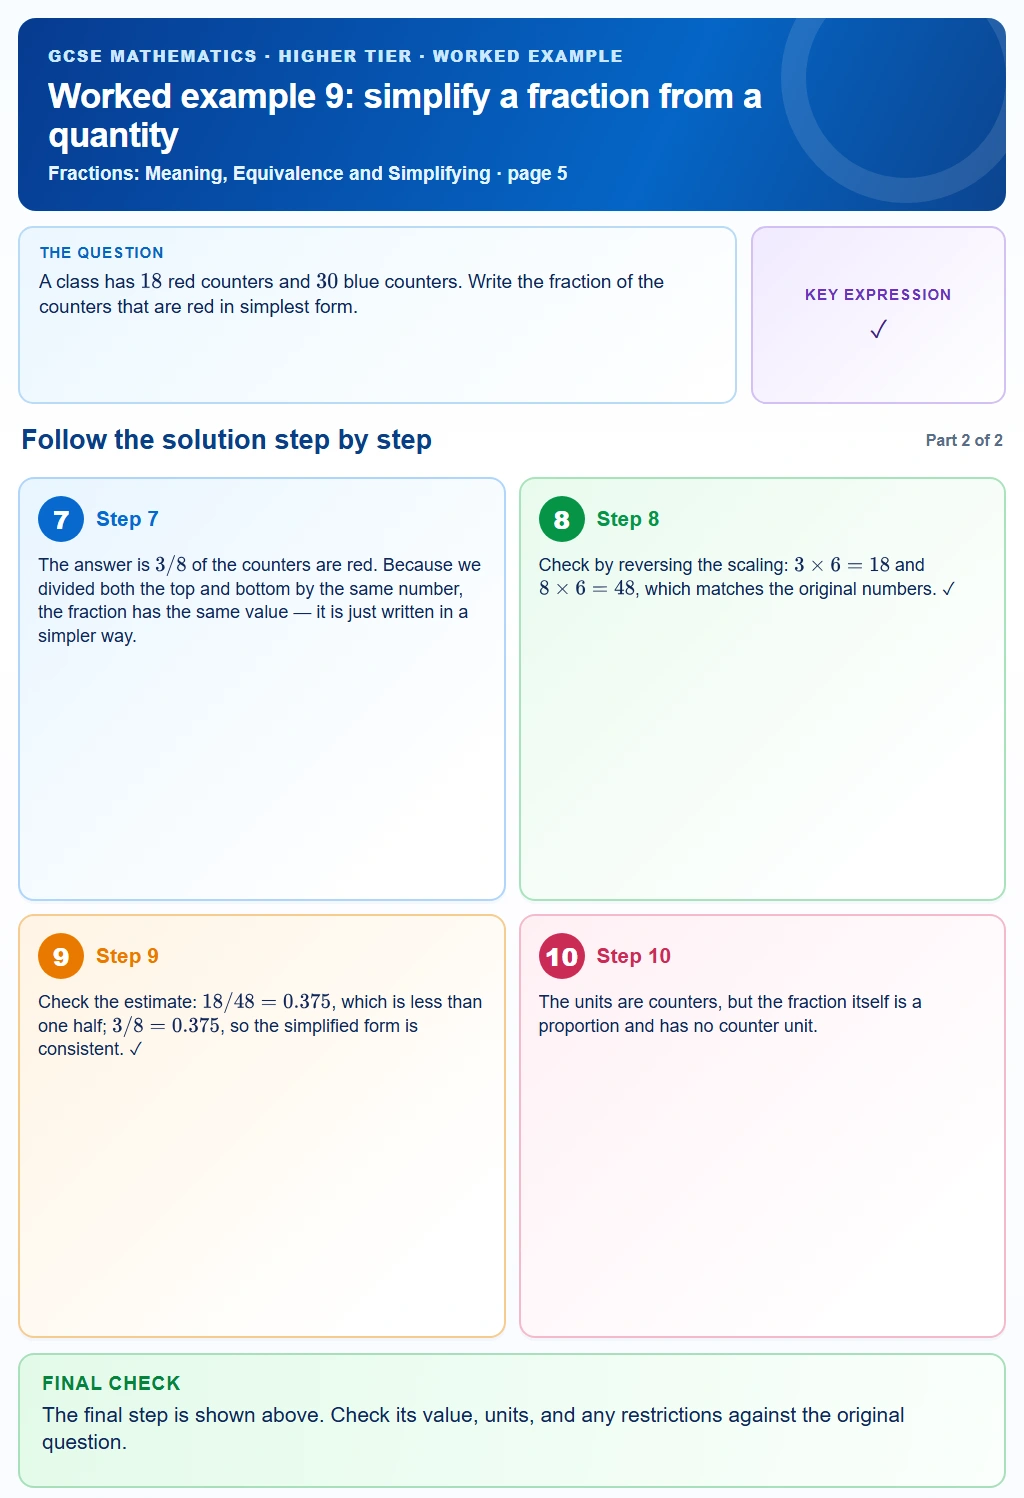 GCSE MATHEMATICS · HIGHER TIER · WORKED EXAMPLE
Worked example 9: simplify a fraction from a
quantity
Fractions: Meaning, Equivalence and Simplifying · page 5
THE QUESTION
A class has 18 red counters and 30 blue counters. Write the fraction of the
counters that are red in simplest form.
KEY EXPRESSION
✓
Follow the solution step by step
Part 2 of 2
7 Step 7
The answer is 3/8 of the counters are red. Because we
divided both the top and bottom by the same number,
the fraction has the same value — it is just written in a
simpler way.
8 Step 8
Check by reversing the scaling: 3 × 6 = 18 and
8 × 6 = 48, which matches the original numbers. ✓
9 Step 9
Check the estimate: 18/48 = 0.375, which is less than
one half; 3/8 = 0.375, so the simplified form is
consistent. ✓
10 Step 10
The units are counters, but the fraction itself is a
proportion and has no counter unit.
FINAL CHECK
The final step is shown above. Check its value, units, and any restrictions against the original
question.